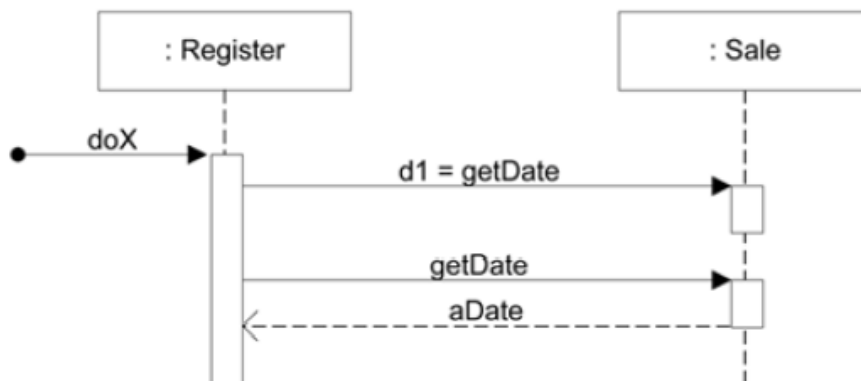 : Register
: Sale
doX
d1 = getDate
getDate
aDate